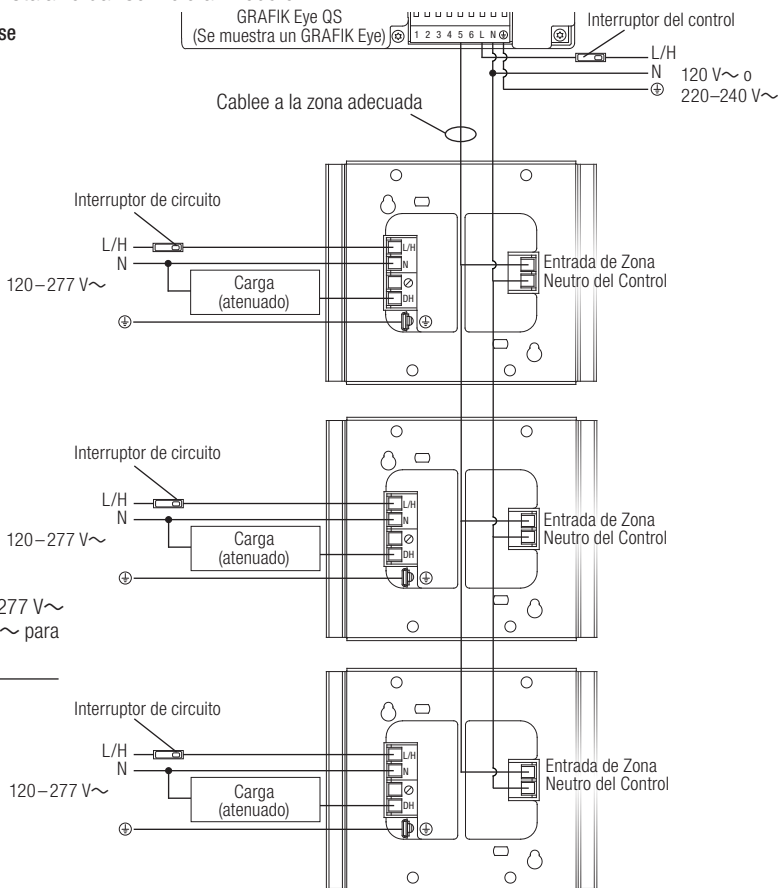 se
GRAFIK Eye QS
(Se muestra un GRAFIK Eye)
1 2 3 4 5 6 L N
Interruptor del control
L/H
N
120 V~ o
220–240 V~
Cablee a la zona adecuada
Interruptor de circuito
L/H
N
120–277 V~
Carga
(atenuado)
L/H
N
DH
Entrada de Zona
Neutro del Control
Interruptor de circuito
L/H
N
120–277 V~
Carga
(atenuado)
L/H
N
DH
Entrada de Zona
Neutro del Control
277 V~
~ para
Interruptor de circuito
L/H
N
120–277 V~
Carga
(atenuado)
L/H
N
DH
Entrada de Zona
Neutro del Control